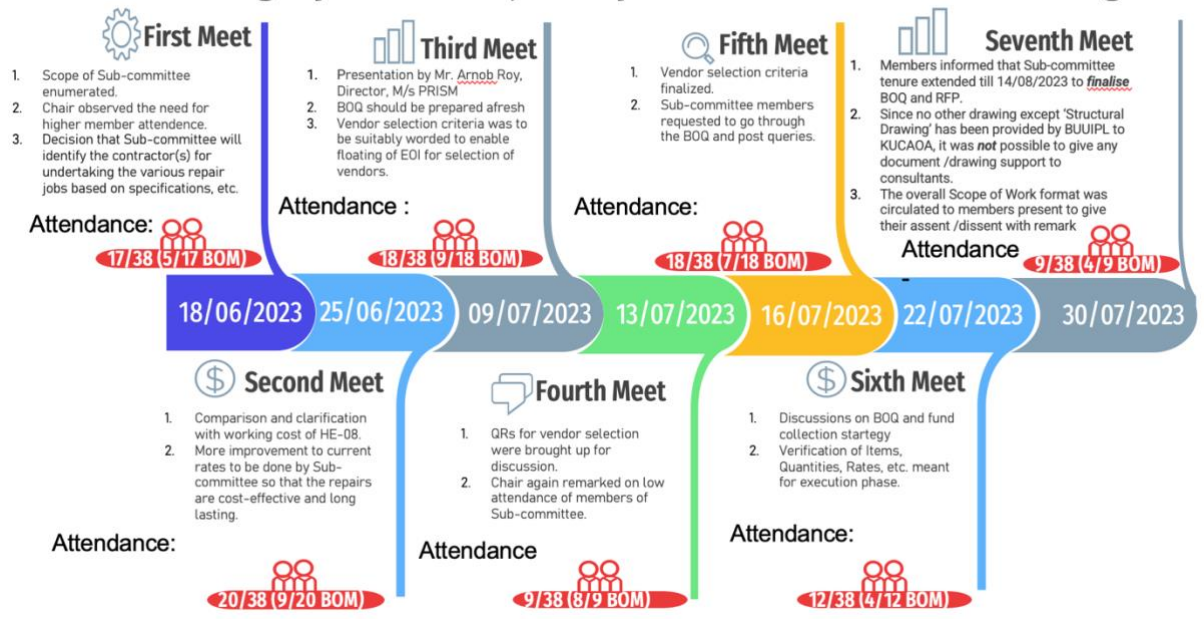 First Meet
1. Scope of Sub-committee
enumerated.
2. Chair observed the need for
higher member attendence.
3. Decision that Sub-committee will
identify the contractor(s) for
undertaking the various repair
jobs based on specifications, etc.
Attendance:
17/38 (5/17 BOM)
Third Meet
1. Presentation by Mr. Arnob Roy,
Director, M/s PRISM
2. BOQ should be prepared afresh
3. Vendor selection criteria was to
be suitably worded to enable
floating of EOI for selection of
vendors.
Attendance :
18/38 (9/18 BOM)
Fifth Meet
1. Vendor selection criteria
finalized.
2. Sub-committee members
requested to go through
the BOQ and post queries.
Attendance:
18/38 (7/18 BOM)
Seventh Meet
1. Members informed that Sub-committee
tenure extended till 14/08/2023 to finalise
BOQ and RFP.
2. Since no other drawing except 'Structural
Drawing' has been provided by BUUIPL to
KUCAOA, it was not possible to give any
document /drawing support to
consultants.
3. The overall Scope of Work format was
circulated to members present to give
their assent /dissent with remark
Attendance
-
9/38 (4/9 BOM)
18/06/2023 25/06/2023 09/07/2023 13/07/2023 16/07/2023 22/07/2023 30/07/2023
Second Meet
1. Comparison and clarification
with working cost of HE-08.
2. More improvement to current
rates to be done by Sub-
committee so that the repairs
are cost-effective and long
lasting.
Attendance:
20/38 (9/20 BOM)
Fourth Meet
1. QRs for vendor selection
were brought up for
discussion.
2. Chair again remarked on low
attendance of members of
Sub-committee.
Attendance
9/38 (8/9 BOM)
Sixth Meet
1. Discussions on BOQ and fund
collection startegy
2. Verification of Items,
Quantities, Rates, etc. meant
for execution phase.
Attendance:
12/38 (4/12 BOM)